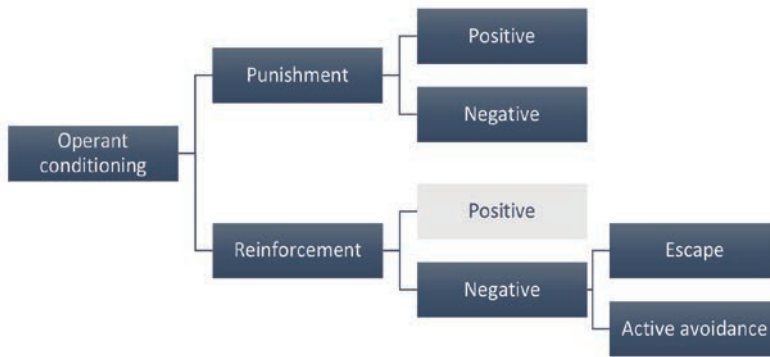 Positive
Punishment
Negative
Operant
conditioning
Positive
Reinforcement
Escape
Negative
Active avoidance